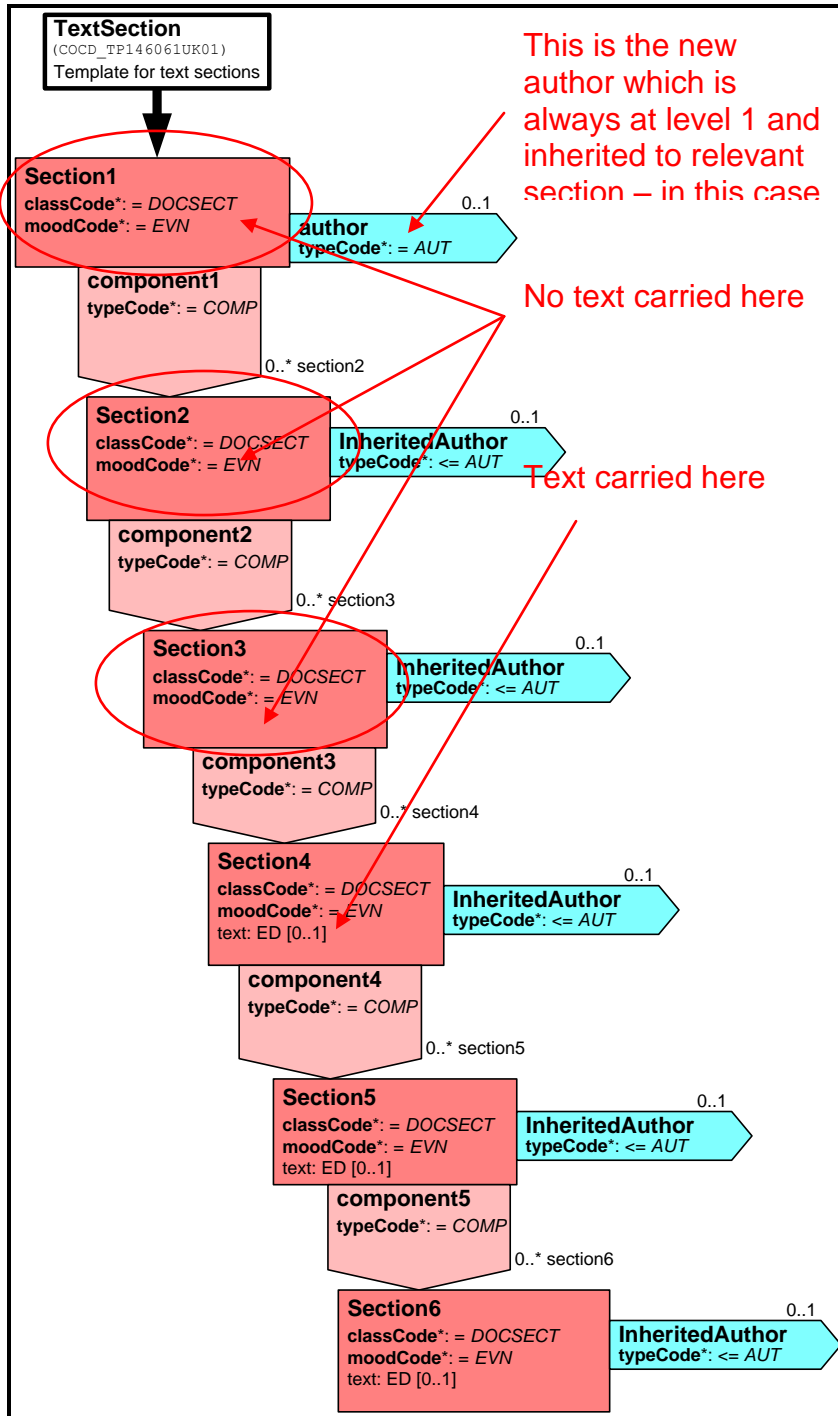 TextSection
(COCD_TP146061UK01)
Template for text sections
This is the new
author which is
always at level 1 and
inherited to relevant
section – in this case
Section1
classCode*: = DOCSECT
moodCode*: = EVN
0..1
author
typeCode*: = AUT
component1
typeCode*: = COMP
No text carried here
0..* section2
Section2
classCode*: = DOCSECT
moodCode*: = EVN
0..1
InheritedAuthor
typeCode*: <= AUT
Text carried here
component2
typeCode*: = COMP
0..* section3
Section3
classCode*: = DOCSECT
moodCode*: = EVN
0..1
InheritedAuthor
typeCode*: <= AUT
component3
typeCode*: = COMP
0..* section4
Section4
classCode*: = DOCSECT
moodCode*: = EVN
text: ED [0..1]
0..1
InheritedAuthor
typeCode*: <= AUT
component4
typeCode*: = COMP
0..* section5
Section5
classCode*: = DOCSECT
moodCode*: = EVN
text: ED [0..1]
0..1
InheritedAuthor
typeCode*: <= AUT
component5
typeCode*: = COMP
0..* section6
Section6
classCode*: = DOCSECT
moodCode*: = EVN
text: ED [0..1]
0..1
InheritedAuthor
typeCode*: <= AUT